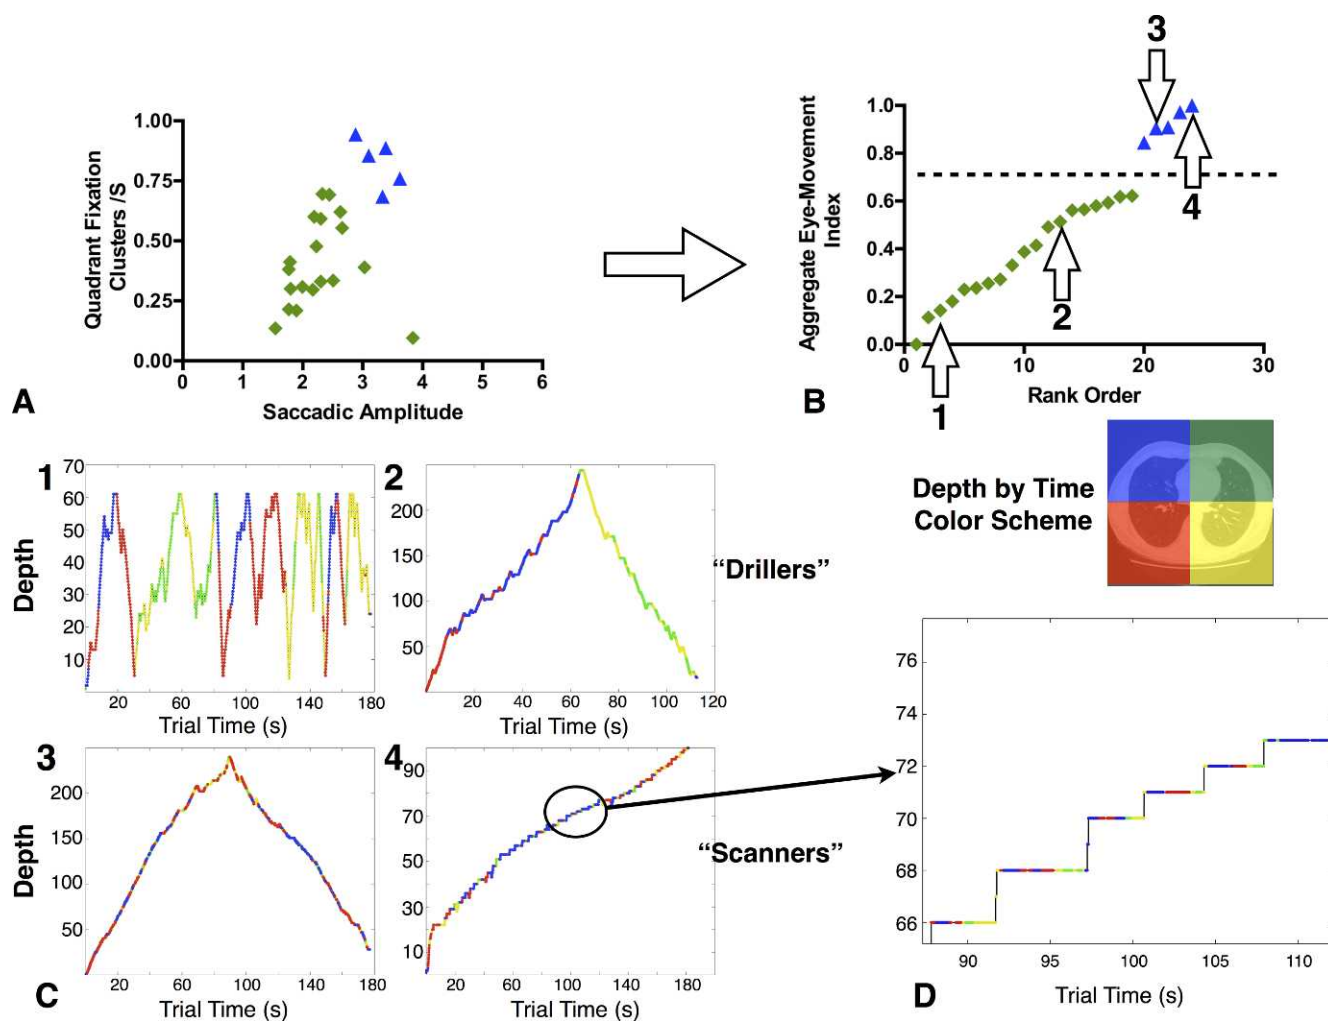 3
1.00
0.75
0.50
0.25
0.00
Quadrant Fixation
Clusters /S
0 1 2 3 4 5 6
Saccadic Amplitude
A
1.0
0.8
0.6
0.4
0.2
0.0
Aggregate Eye-Movement
Index
4
2
0 10 20 30
Rank Order
1
B
1
70
60
50
40
30
20
10
Depth
20 60 100 140 180
Trial Time (s)
2
200
150
100
50
20 40 60 80 100 120
Trial Time (s)
"Drillers"
Depth by Time
Color Scheme
3
200
150
100
50
Depth
20 60 100 140 180
Trial Time (s)
C
4
90
70
50
30
10
20 60 100 140 180
Trial Time (s)
"Scanners"
76
74
72
70
68
66
90 95 100 105 110
Trial Time (s)
D